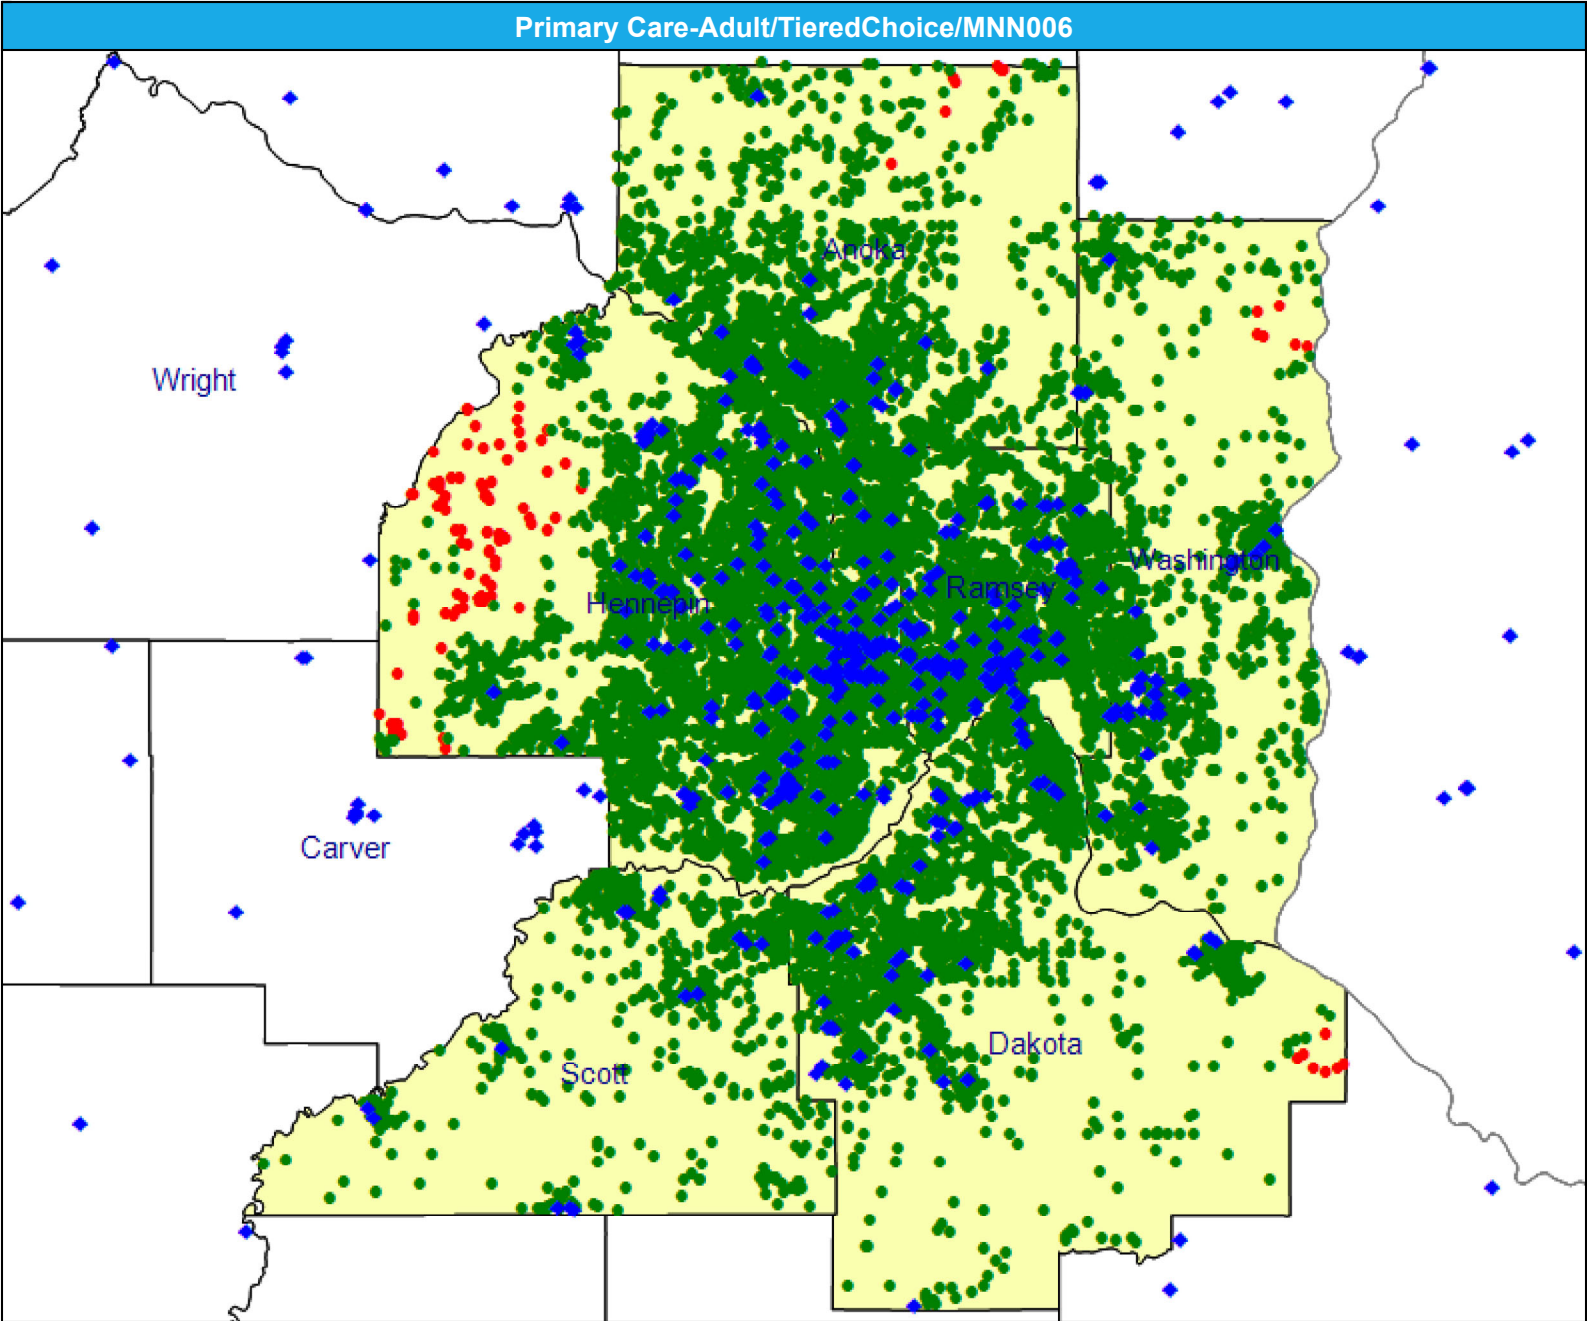 Primary Care-Adult/TieredChoice/MNN006
Anoka
Wright
Washington
Ramsey
Hennepin
Carver
Dakota
Scott